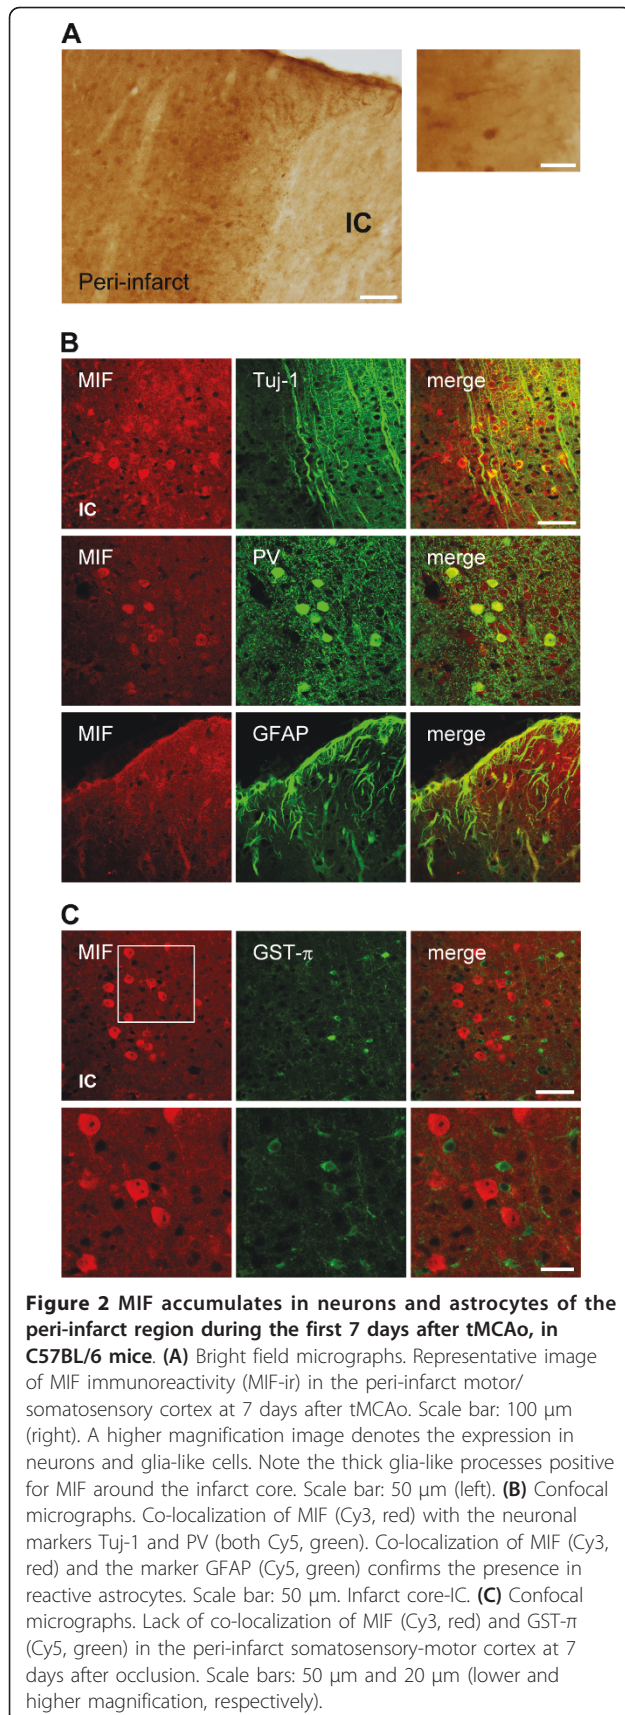 A
IC
Peri-infarct
B
MIF
Tuj-1
merge
IC
MIF
PV
merge
MIF
GFAP
merge
C
MIF
GST-π
merge
IC
Figure 2 MIF accumulates in neurons and astrocytes of the
peri-infarct region during the first 7 days after tMCAo, in
C57BL/6 mice. (A) Bright field micrographs. Representative image
of MIF immunoreactivity (MIF-ir) in the peri-infarct motor/
somatosensory cortex at 7 days after tMCAo. Scale bar: 100 μm
(right). A higher magnification image denotes the expression in
neurons and glia-like cells. Note the thick glia-like processes positive
for MIF around the infarct core. Scale bar: 50 μm (left). (B) Confocal
micrographs. Co-localization of MIF (Cy3, red) with the neuronal
markers Tuj-1 and PV (both Cy5, green). Co-localization of MIF (Cy3,
red) and the marker GFAP (Cy5, green) confirms the presence in
reactive astrocytes. Scale bar: 50 μm. Infarct core-IC. (C) Confocal
micrographs. Lack of co-localization of MIF (Cy3, red) and GST-π
(Cy5, green) in the peri-infarct somatosensory-motor cortex at 7
days after occlusion. Scale bars: 50 μm and 20 μm (lower and
higher magnification, respectively).